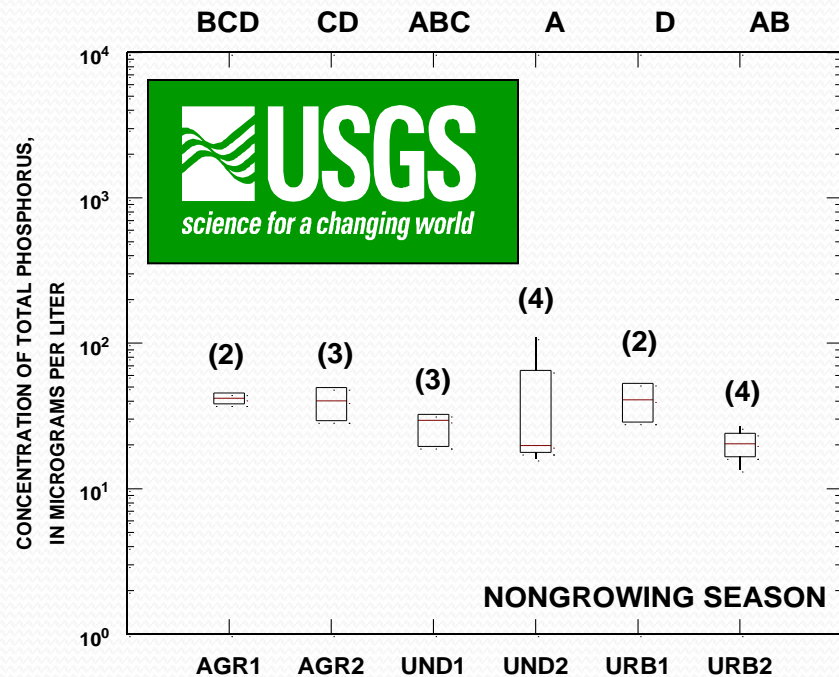 BCD CD ABC A D AB
CONCENTRATION OF TOTAL PHOSPHORUS,
IN MICROGRAMS PER LITER
10⁴
10³
10²
10¹
10⁰
USGS
science for a changing world
(2) (3) (3) (4) (2) (4)
NONGROWING SEASON
AGR1 AGR2 UND1 UND2 URB1 URB2